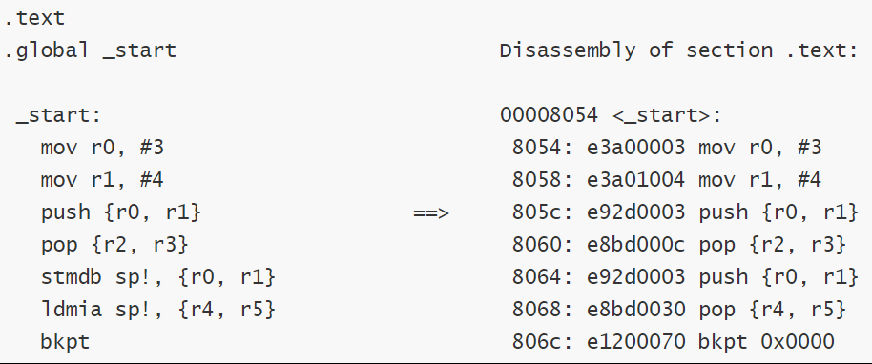 .text
.global _start
_start:
mov r0, #3
mov r1, #4
push {r0, r1}
pop {r2, r3}
stmdb sp!, {r0, r1}
ldmia sp!, {r4, r5}
bkpt
==>
Disassembly of section .text:
00008054 <_start>:
8054: e3a00003 mov r0, #3
8058: e3a01004 mov r1, #4
805c: e92d0003 push {r0, r1}
8060: e8bd000c pop {r2, r3}
8064: e92d0003 push {r0, r1}
8068: e8bd0030 pop {r4, r5}
806c: e1200070 bkpt 0x0000